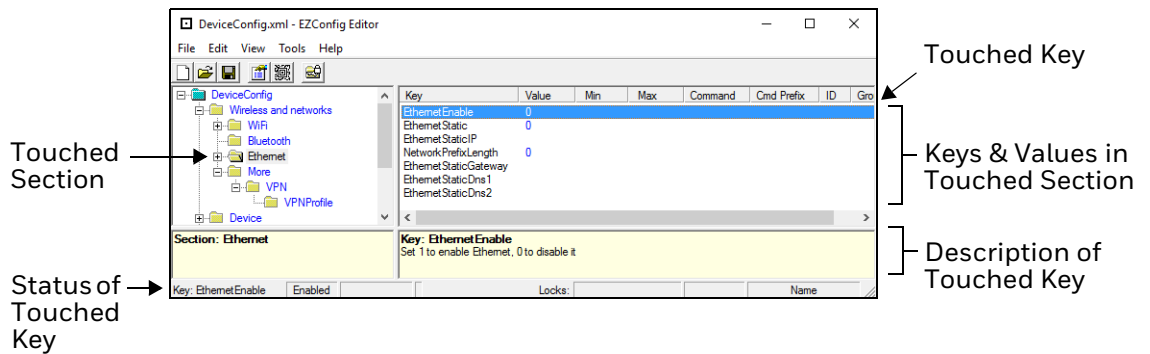 DeviceConfig.xml - EZConfig Editor
File Edit View Tools Help
Touched Key
DeviceConfig
Wireless and networks
WiFi
Bluetooth
Ethernet
More
VPN
VPNProfile
Device
Key Value Min Max Command Cmd Prefix ID Gro
EthernetEnable 0
EthernetStatic 0
EthernetStaticIP
NetworkPrefixLength 0
EthernetStaticGateway
EthernetStaticDns1
EthernetStaticDns2
Touched
Section
Keys & Values in
Touched Section
Section: Ethernet
Key: EthernetEnable
Set 1 to enable Ethernet, 0 to disable it
Description of
Touched Key
Status of
Touched
Key
Key: EthernetEnable Enabled Locks: Name